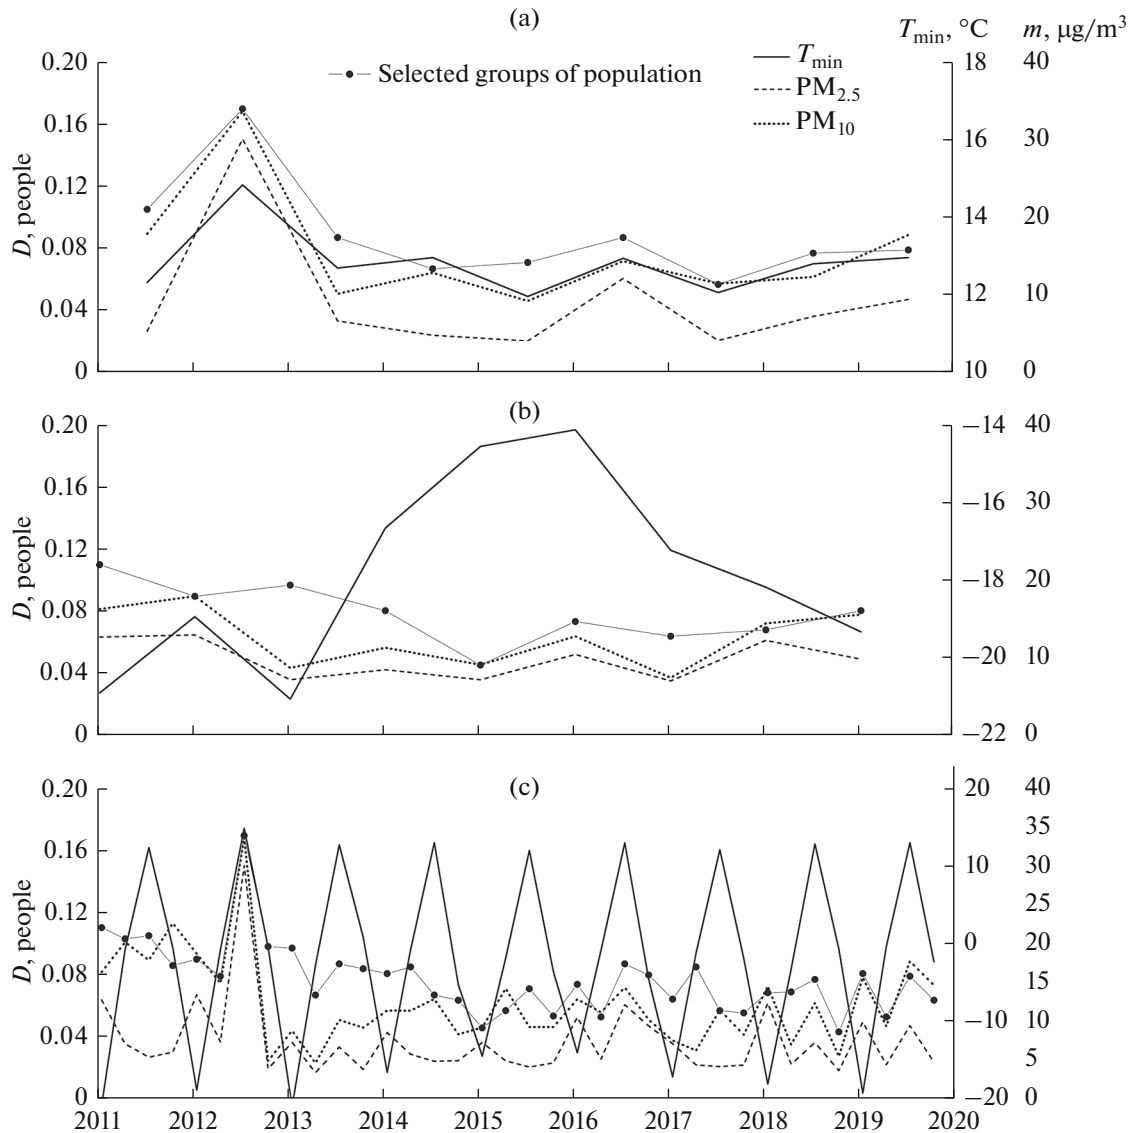 (a)
T_min, °C m, µg/m³
0.20 18 40
Selected groups of population
T_min
PM_2.5
PM_10
0.16 16 30
0.12
14 20
0.08
12 10
0.04
0 10 0
D, people
(b)
0.20 −14 40
0.16 −16 30
0.12
−18 20
0.08
0.04 −20 10
0 −22 0
D, people
(c)
0.20 20 40
35
0.16 10 30
25
0.12
0 20
0.08 15
−10 10
0.04
5
0 −20 0
D, people
2011 2012 2013 2014 2015 2016 2017 2018 2019 2020